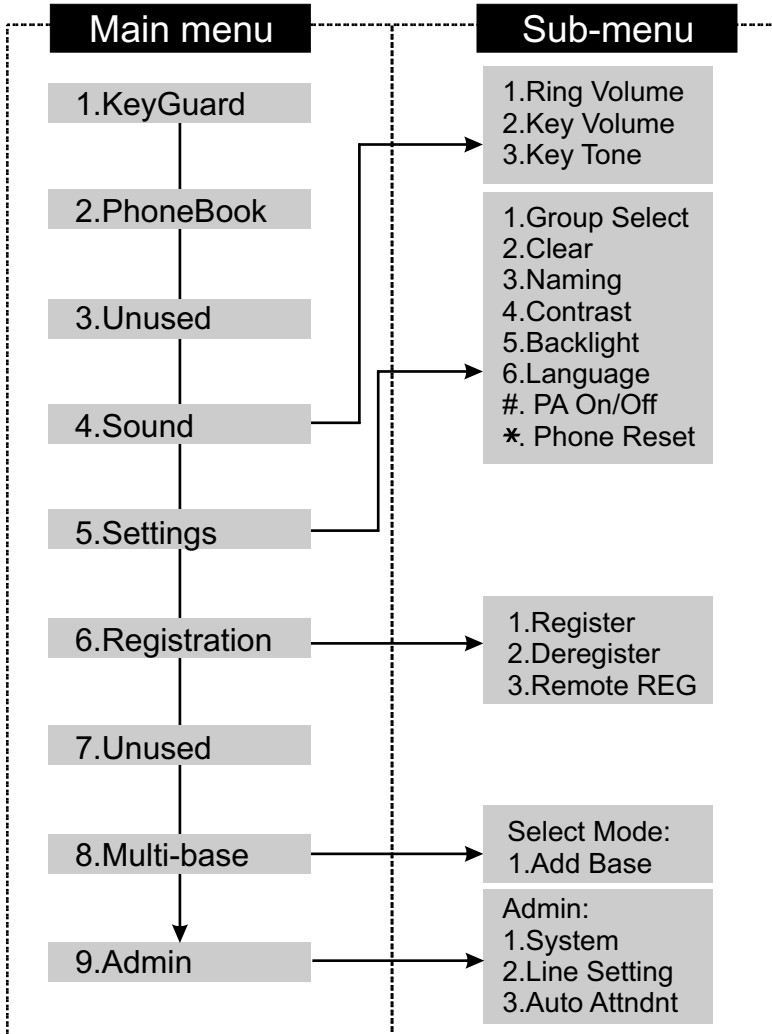 Main menu
1.KeyGuard
2.PhoneBook
3.Unused
4.Sound
5.Settings
6.Registration
7.Unused
8.Multi-base
9.Admin
Sub-menu
1.Ring Volume
2.Key Volume
3.Key Tone
1.Group Select
2.Clear
3.Naming
4.Contrast
5.Backlight
6.Language
#. PA On/Off
*. Phone Reset
1.Register
2.Deregister
3.Remote REG
Select Mode:
1.Add Base
Admin:
1.System
2.Line Setting
3.Auto Attndnt